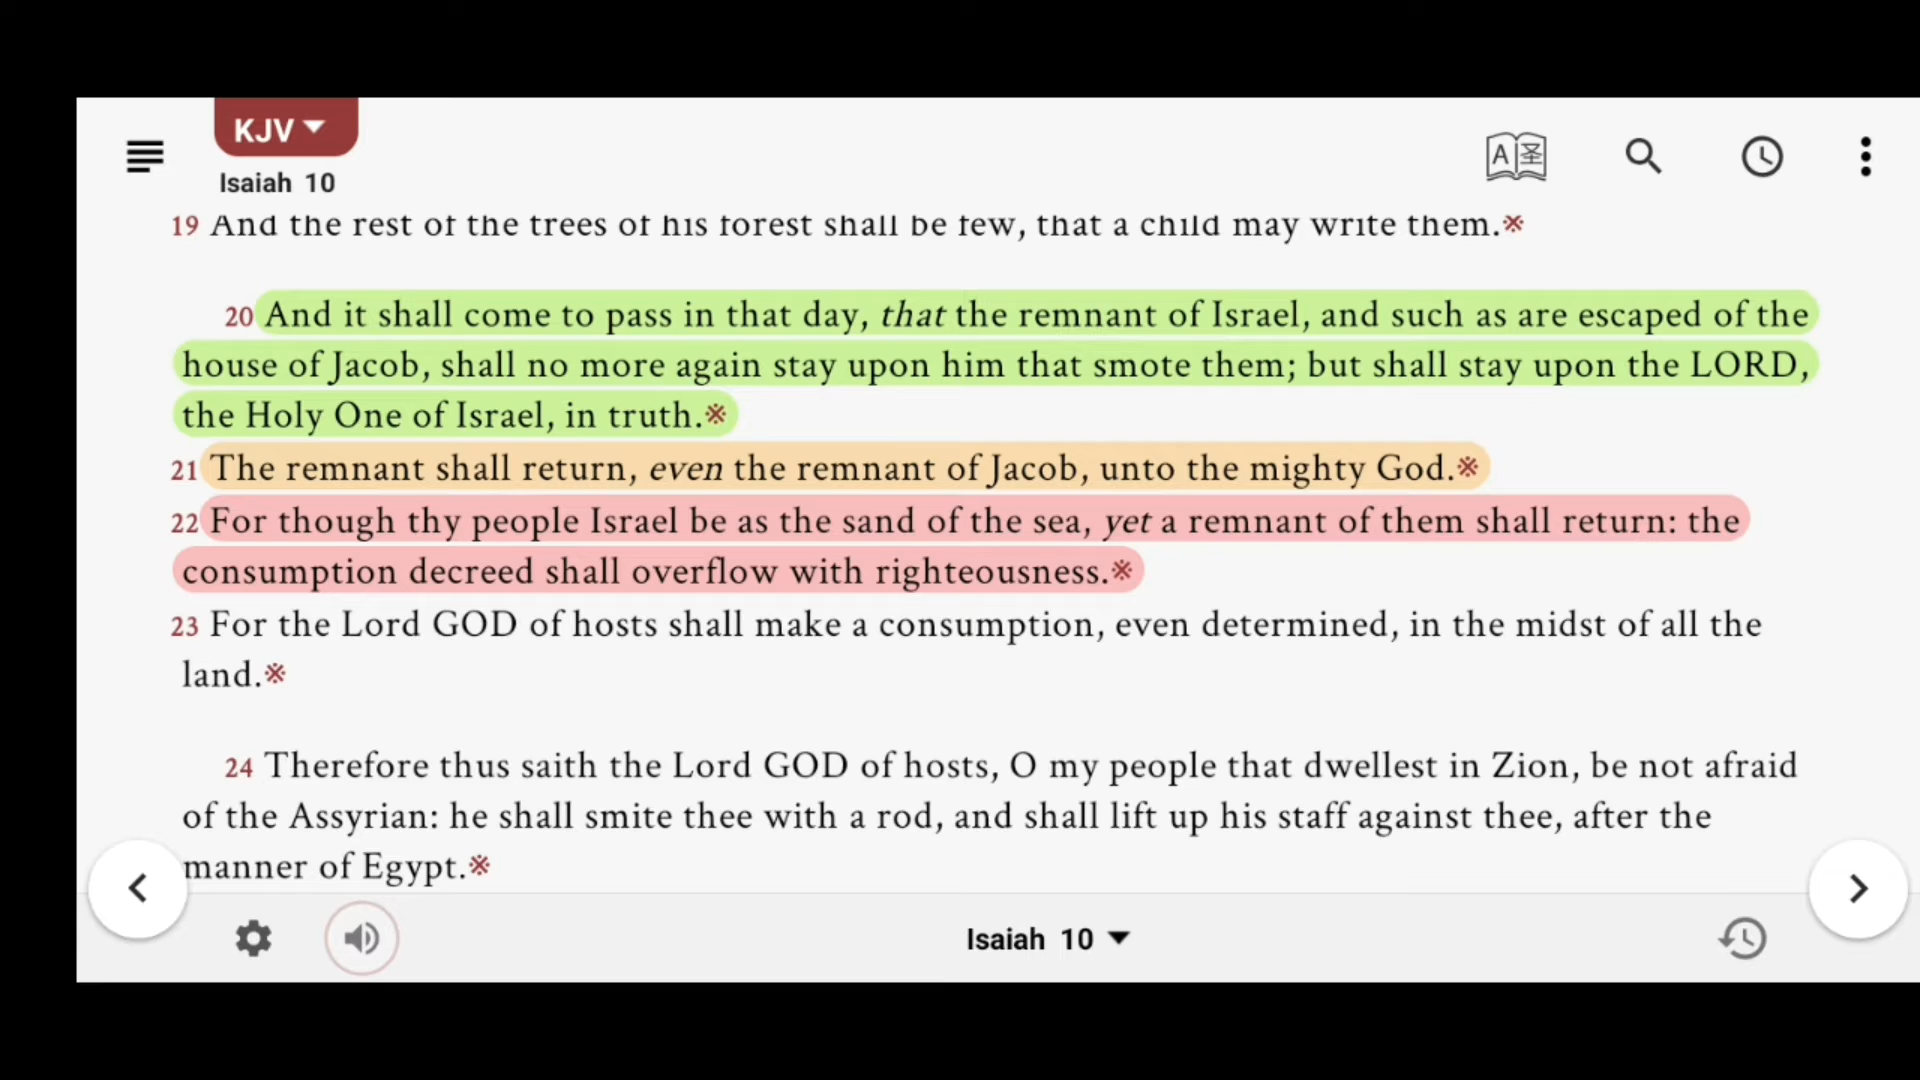 KJV
Isaiah 10
A 圣
19 And the rest of the trees of his forest shall be few, that a child may write them.※
20 And it shall come to pass in that day, that the remnant of Israel, and such as are escaped of the
house of Jacob, shall no more again stay upon him that smote them; but shall stay upon the LORD,
the Holy One of Israel, in truth.※
21 The remnant shall return, even the remnant of Jacob, unto the mighty God.※
22 For though thy people Israel be as the sand of the sea, yet a remnant of them shall return: the
consumption decreed shall overflow with righteousness.※
23 For the Lord GOD of hosts shall make a consumption, even determined, in the midst of all the
land.※
24 Therefore thus saith the Lord GOD of hosts, O my people that dwellest in Zion, be not afraid
of the Assyrian: he shall smite thee with a rod, and shall lift up his staff against thee, after the
manner of Egypt.※
Isaiah 10